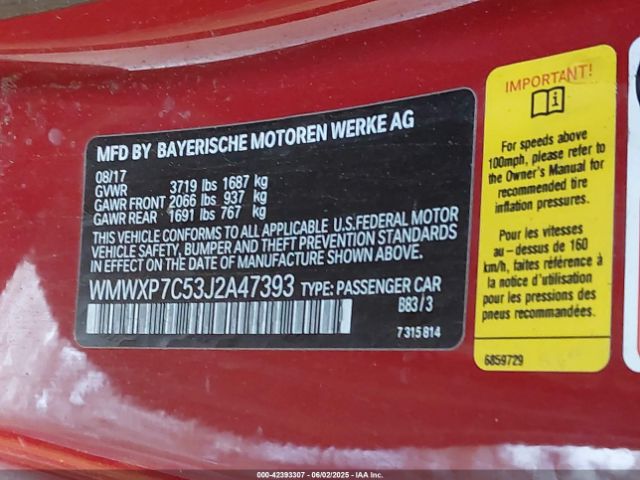 MFD BY BAYERISCHE MOTOREN WERKE AG
08/17
GVWR 3719 lbs 1687 kg
GAWR FRONT 2066 lbs 937 kg
GAWR REAR 1691 lbs 767 kg
THIS VEHICLE CONFORMS TO ALL APPLICABLE U.S.FEDERAL MOTOR
VEHICLE SAFETY, BUMPER AND THEFT PREVENTION STANDARDS
IN EFFECT ON THE DATE OF MANUFACTURE SHOWN ABOVE.
WMWXP7C53J2A47393 TYPE: PASSENGER CAR
B83/3
7315814
IMPORTANT!
For speeds above
100mph, please refer to
the Owner's Manual for
recommended tire
inflation pressures.
Pour les vitesses
au-dessus de 160
km/h, faites référence à
la notice d'utilisation
pour les pressions de
pneus recommandées.
6859729
000-42393307 | 06/02/2025 - IAA Inc.